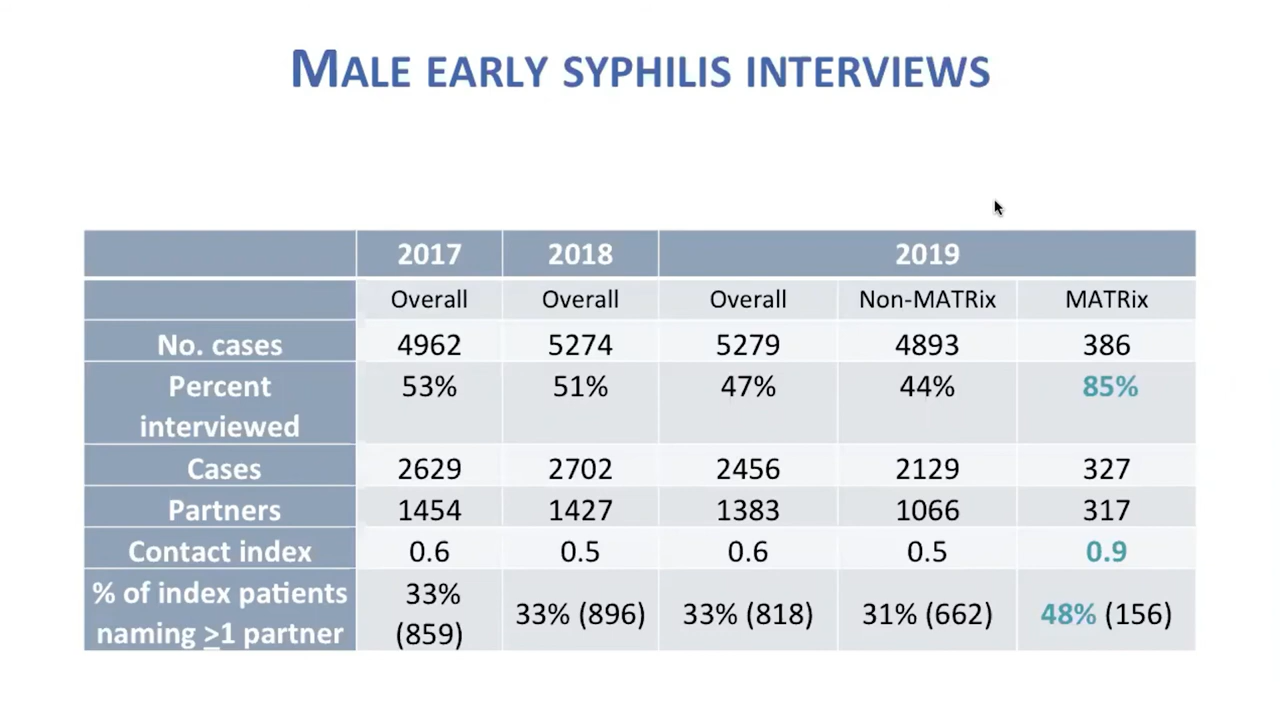 MALE EARLY SYPHILIS INTERVIEWS
2017 2018 2019
Overall Overall Overall Non-MATRix MATRix
No. cases 4962 5274 5279 4893 386
Percent interviewed 53% 51% 47% 44% 85%
Cases 2629 2702 2456 2129 327
Partners 1454 1427 1383 1066 317
Contact index 0.6 0.5 0.6 0.5 0.9
% of index patients naming ≥1 partner 33% (859) 33% (896) 33% (818) 31% (662) 48% (156)